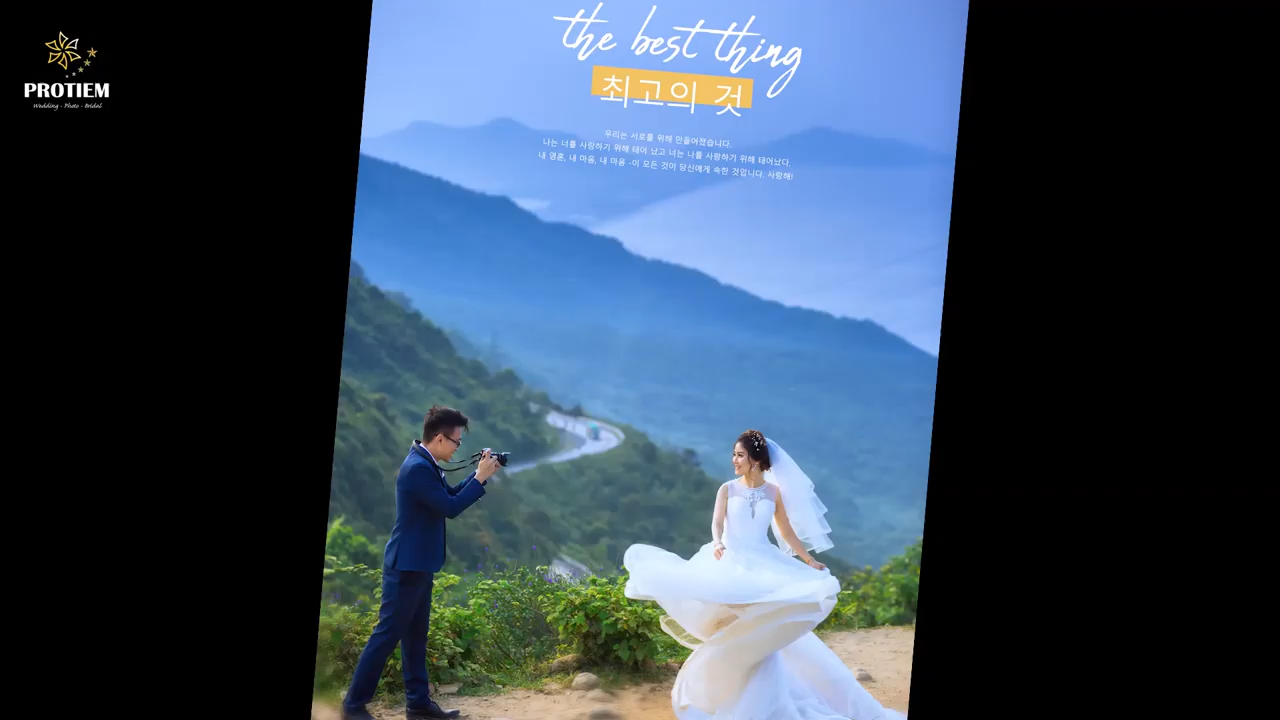 PROTIEM
Wedding - Photo - Bridal
the best thing
최고의 것
우리는 서로를 위해 만들어졌습니다.
나는 너를 사랑하기 위해 태어 났고 너는 나를 사랑하기 위해 태어났다.
내 영혼, 내 마음, 내 마음 -이 모든 것이 당신에게 속한 것입니다. 사랑해!